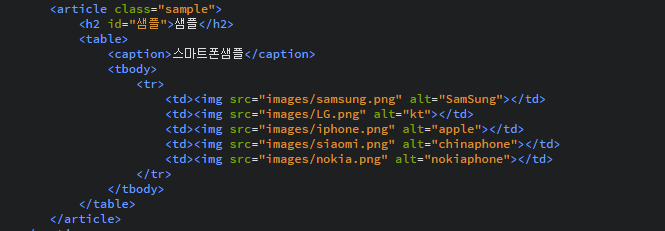 <article class="sample">
<h2 id="샘플">샘플</h2>
<table>
<caption>스마트폰샘플</caption>
<tbody>
<tr>
<td><img src="images/samsung.png" alt="SamSung"></td>
<td><img src="images/LG.png" alt="kt"></td>
<td><img src="images/iphone.png" alt="apple"></td>
<td><img src="images/siaomi.png" alt="chinaphone"></td>
<td><img src="images/nokia.png" alt="nokiaphone"></td>
</tr>
</tbody>
</table>
</article>